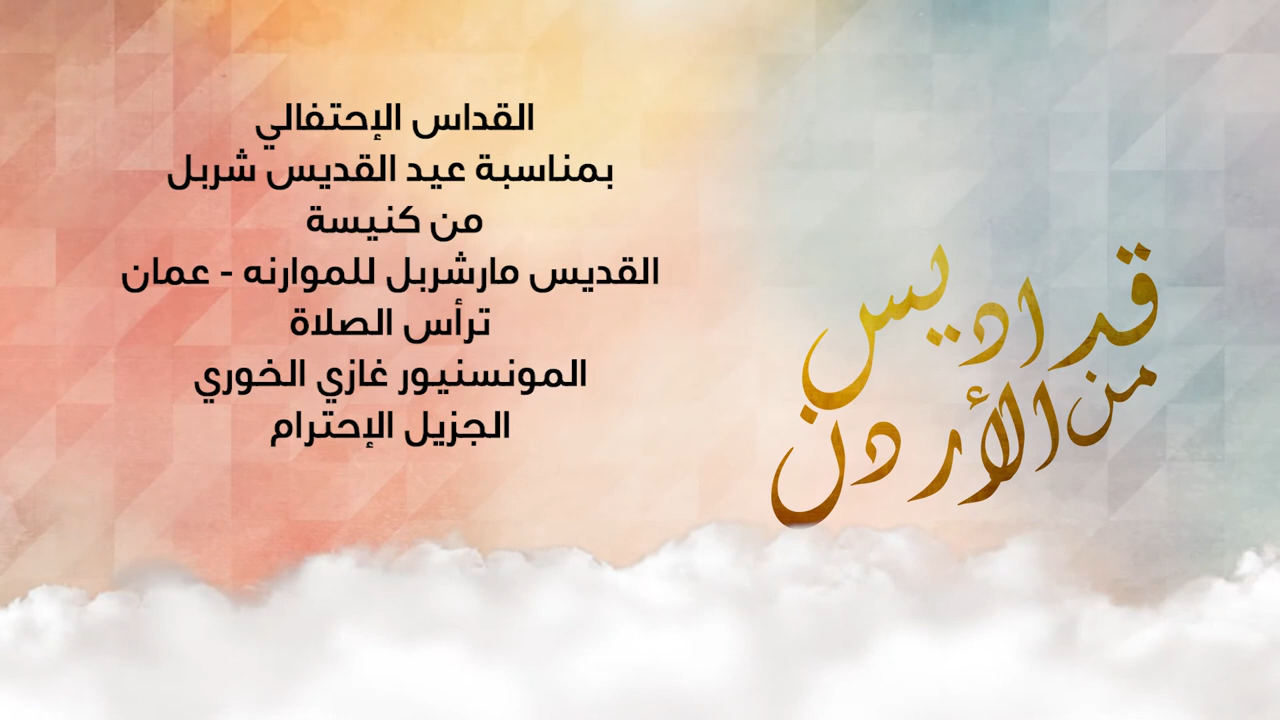 القداس الإحتفالي
بمناسبة عيد القديس شربل
من كنيسة
القديس مارشربل للموارنه - عمان
ترأس الصلاة
المونسنيور غازي الخوري
الجزيل الإحترام
قداديس
من الأردن